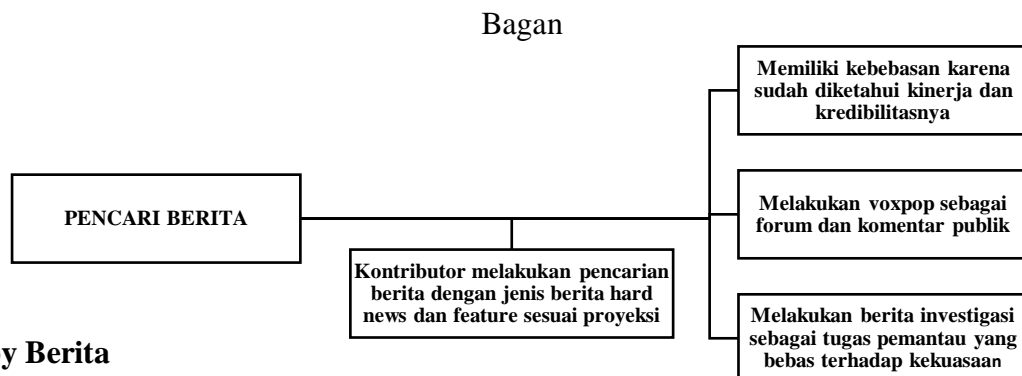 Bagan
Memiliki kebebasan karena
sudah diketahui kinerja dan
kredibilitasnya
PENCARI BERITA
Melakukan voxpop sebagai
forum dan komentar publik
Kontributor melakukan pencarian
berita dengan jenis berita hard
news dan feature sesuai proyeksi
Melakukan berita investigasi
sebagai tugas pemantau yang
bebas terhadap kekuasaan
Berita